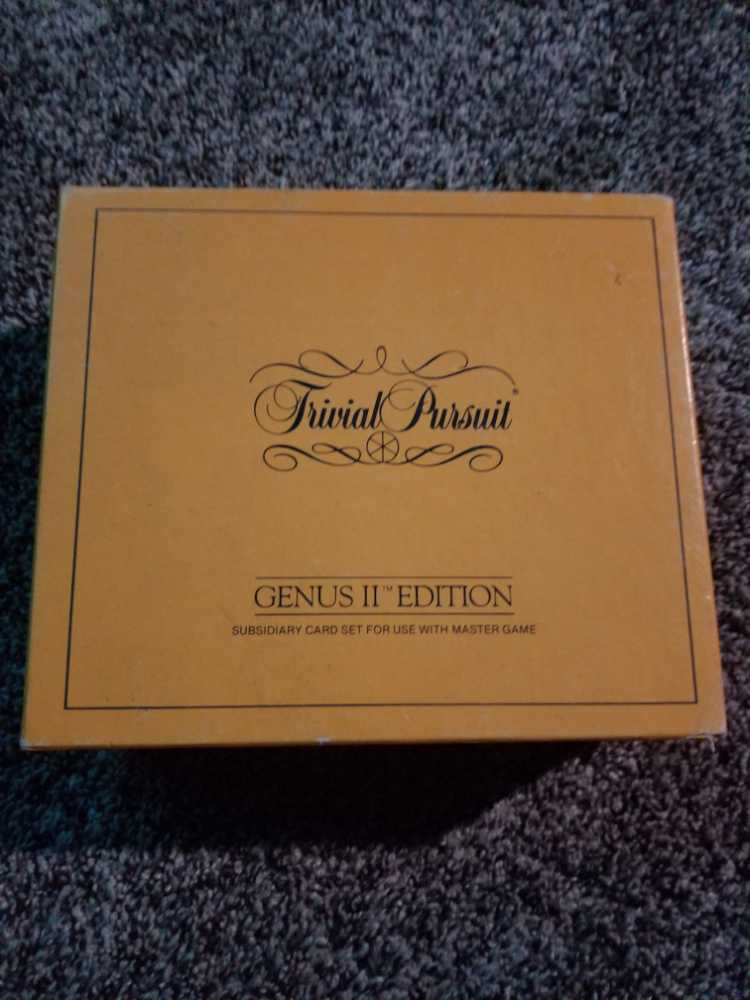 Trivial Pursuit®
GENUS II™ EDITION
SUBSIDIARY CARD SET FOR USE WITH MASTER GAME